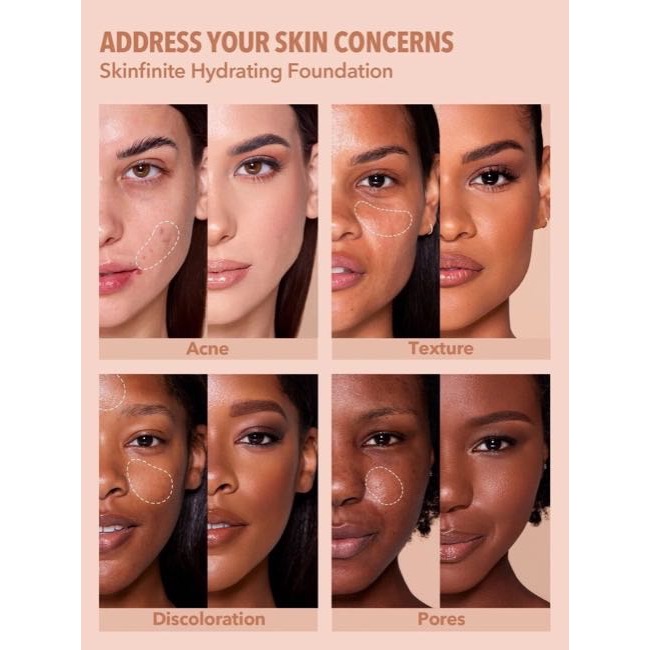 ADDRESS YOUR SKIN CONCERNS
Skinfinite Hydrating Foundation
Acne
Texture
Discoloration
Pores